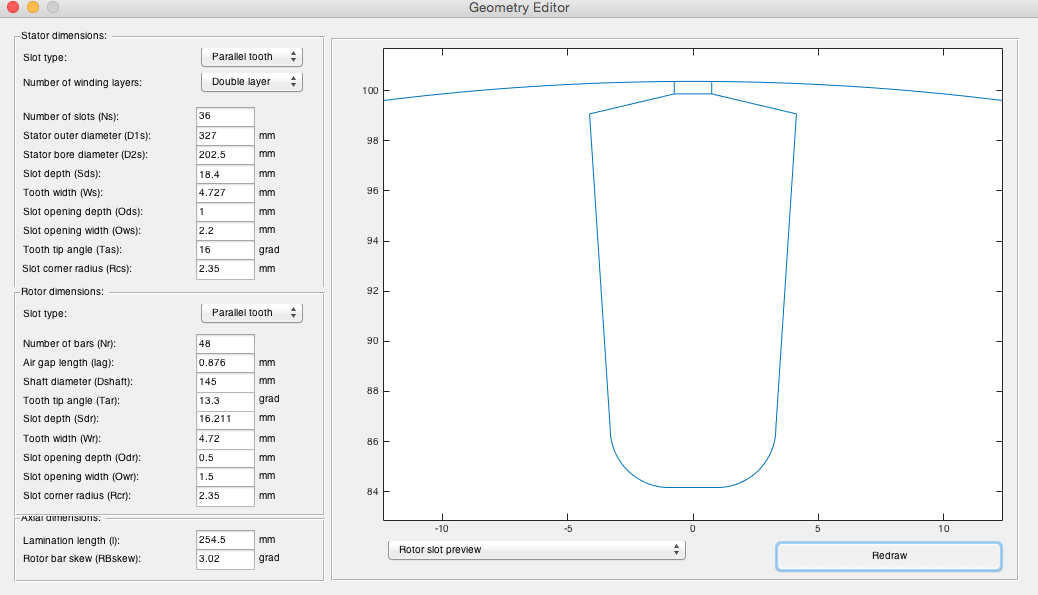 Geometry Editor
Stator dimensions:
Slot type: Parallel tooth
Number of winding layers: Double layer
Number of slots (Ns): 36
Stator outer diameter (D1s): 327 mm
Stator bore diameter (D2s): 202.5 mm
Slot depth (Sds): 18.4 mm
Tooth width (Ws): 4.727 mm
Slot opening depth (Ods): 1 mm
Slot opening width (Ows): 2.2 mm
Tooth tip angle (Tas): 16 grad
Slot corner radius (Rcs): 2.35 mm
Rotor dimensions:
Slot type: Parallel tooth
Number of bars (Nr): 48
Air gap length (lag): 0.876 mm
Shaft diameter (Dshaft): 145 mm
Tooth tip angle (Tar): 13.3 grad
Slot depth (Sdr): 16.211 mm
Tooth width (Wr): 4.72 mm
Slot opening depth (Odr): 0.5 mm
Slot opening width (Owr): 1.5 mm
Slot corner radius (Rcr): 2.35 mm
Axial dimensions:
Lamination length (l): 254.5 mm
Rotor bar skew (RBskew): 3.02 grad
100
98
96
94
92
90
88
86
84
-10 -5 0 5 10
Rotor slot preview
Redraw